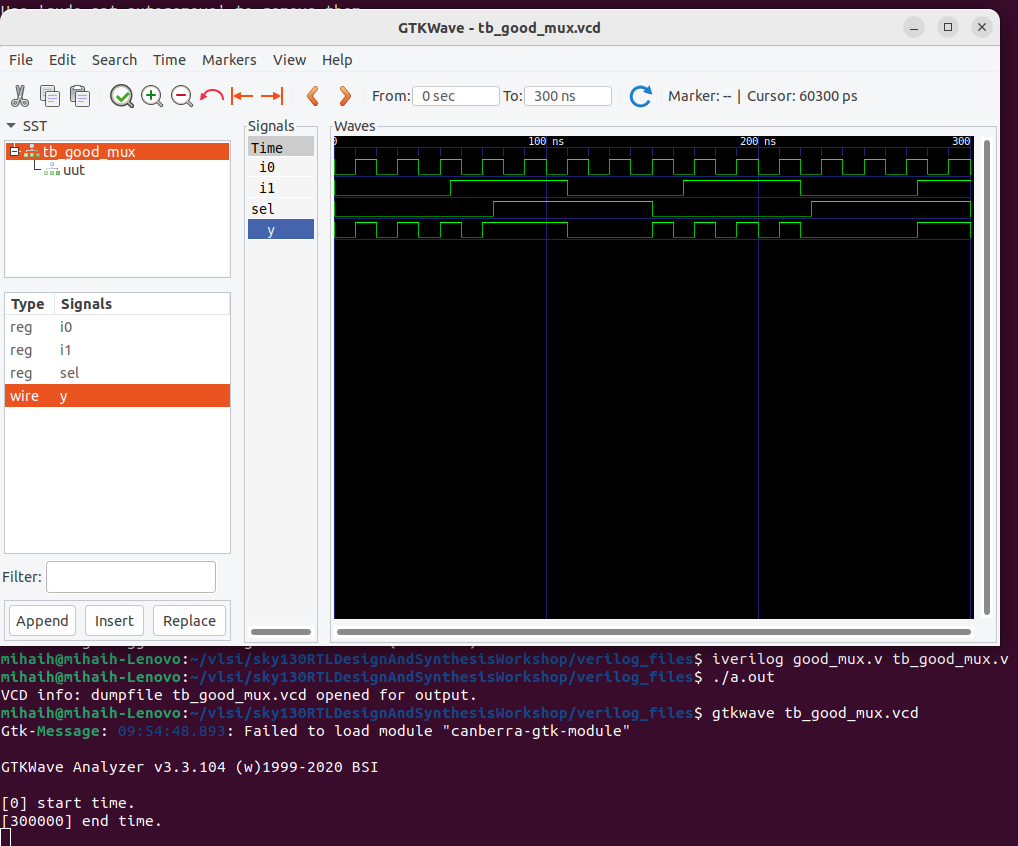 GTKWave - tb_good_mux.vcd
File Edit Search Time Markers View Help
From: 0 sec To: 300 ns Marker: -- | Cursor: 60300 ps
SST
tb_good_mux
uut
Type Signals
reg i0
reg i1
reg sel
wire y
Filter:
Append Insert Replace
Signals
Time
i0
i1
sel
y
Waves
0 100 ns 200 ns 300
mihaih@mihaih-Lenovo:~/vlsi/sky130RTLDesignAndSynthesisWorkshop/verilog_files$ iverilog good_mux.v tb_good_mux.v
mihaih@mihaih-Lenovo:~/vlsi/sky130RTLDesignAndSynthesisWorkshop/verilog_files$ ./a.out
VCD info: dumpfile tb_good_mux.vcd opened for output.
mihaih@mihaih-Lenovo:~/vlsi/sky130RTLDesignAndSynthesisWorkshop/verilog_files$ gtkwave tb_good_mux.vcd
Gtk-Message: 09:54:48.893: Failed to load module "canberra-gtk-module"
GTKWave Analyzer v3.3.104 (w)1999-2020 BSI
[0] start time.
[300000] end time.